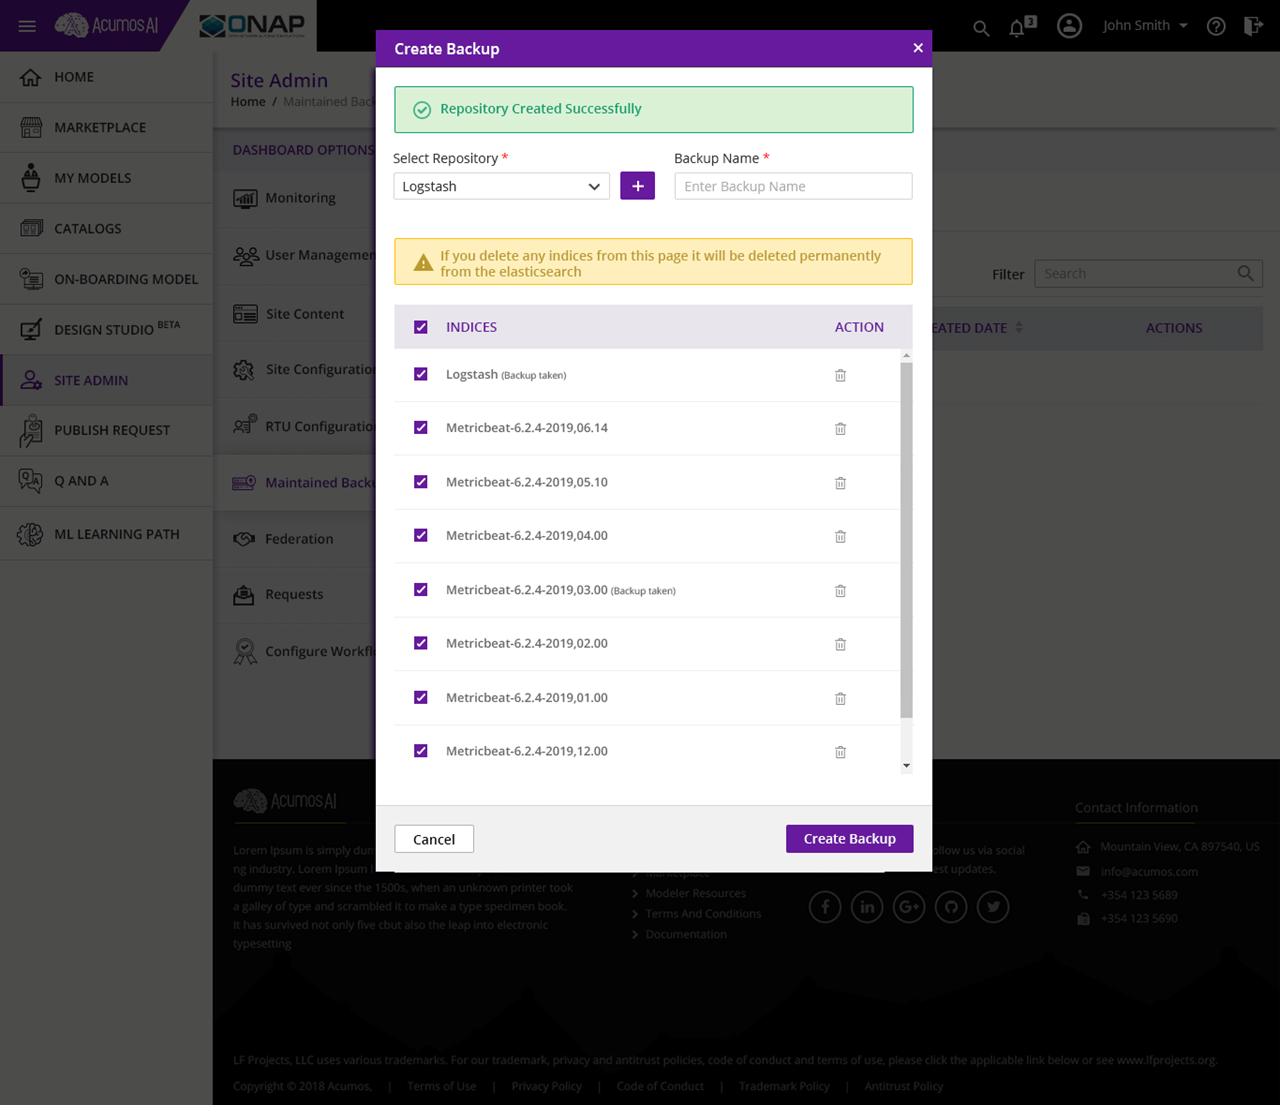 Acumos AI
ONAP
3
John Smith
HOME
MARKETPLACE
MY MODELS
CATALOGS
ON-BOARDING MODEL
DESIGN STUDIO BETA
SITE ADMIN
PUBLISH REQUEST
Q AND A
ML LEARNING PATH
Site Admin
Home / Maintained Back
DASHBOARD OPTIONS
Monitoring
User Managemen
Site Content
Site Configuratio
RTU Configuratio
Maintained Backu
Federation
Requests
Configure Workfl
Create Backup
Repository Created Successfully
Select Repository *
Backup Name *
Logstash
+
Enter Backup Name
If you delete any indices from this page it will be deleted permanently
from the elasticsearch
INDICES
ACTION
Logstash (Backup taken)
Metricbeat-6.2.4-2019,06.14
Metricbeat-6.2.4-2019,05.10
Metricbeat-6.2.4-2019,04.00
Metricbeat-6.2.4-2019,03.00 (Backup taken)
Metricbeat-6.2.4-2019,02.00
Metricbeat-6.2.4-2019,01.00
Metricbeat-6.2.4-2019,12.00
Cancel
Create Backup
Filter
Search
EATED DATE
ACTIONS
Acumos AI
Lorem Ipsum is simply dum
ng industry. Lorem Ipsum
dummy text ever since the 1500s, when an unknown printer took
a galley of type and scrambled it to make a type specimen book.
It has survived not only five cbut also the leap into electronic
typesetting
Marketplace
Modeler Resources
Terms And Conditions
Documentation
follow us via social
est updates.
Contact Information
Mountain View, CA 897540, US
info@acumos.com
+354 123 5689
+354 123 5690
LF Projects, LLC uses various trademarks. For our trademark, privacy and antitrust policies, code of conduct and terms of use, please click the applicable link below or see www.lfprojects.org.
Copyright © 2018 Acumos, | Terms of Use | Privacy Policy | Code of Conduct | Trademark Policy | Antitrust Policy